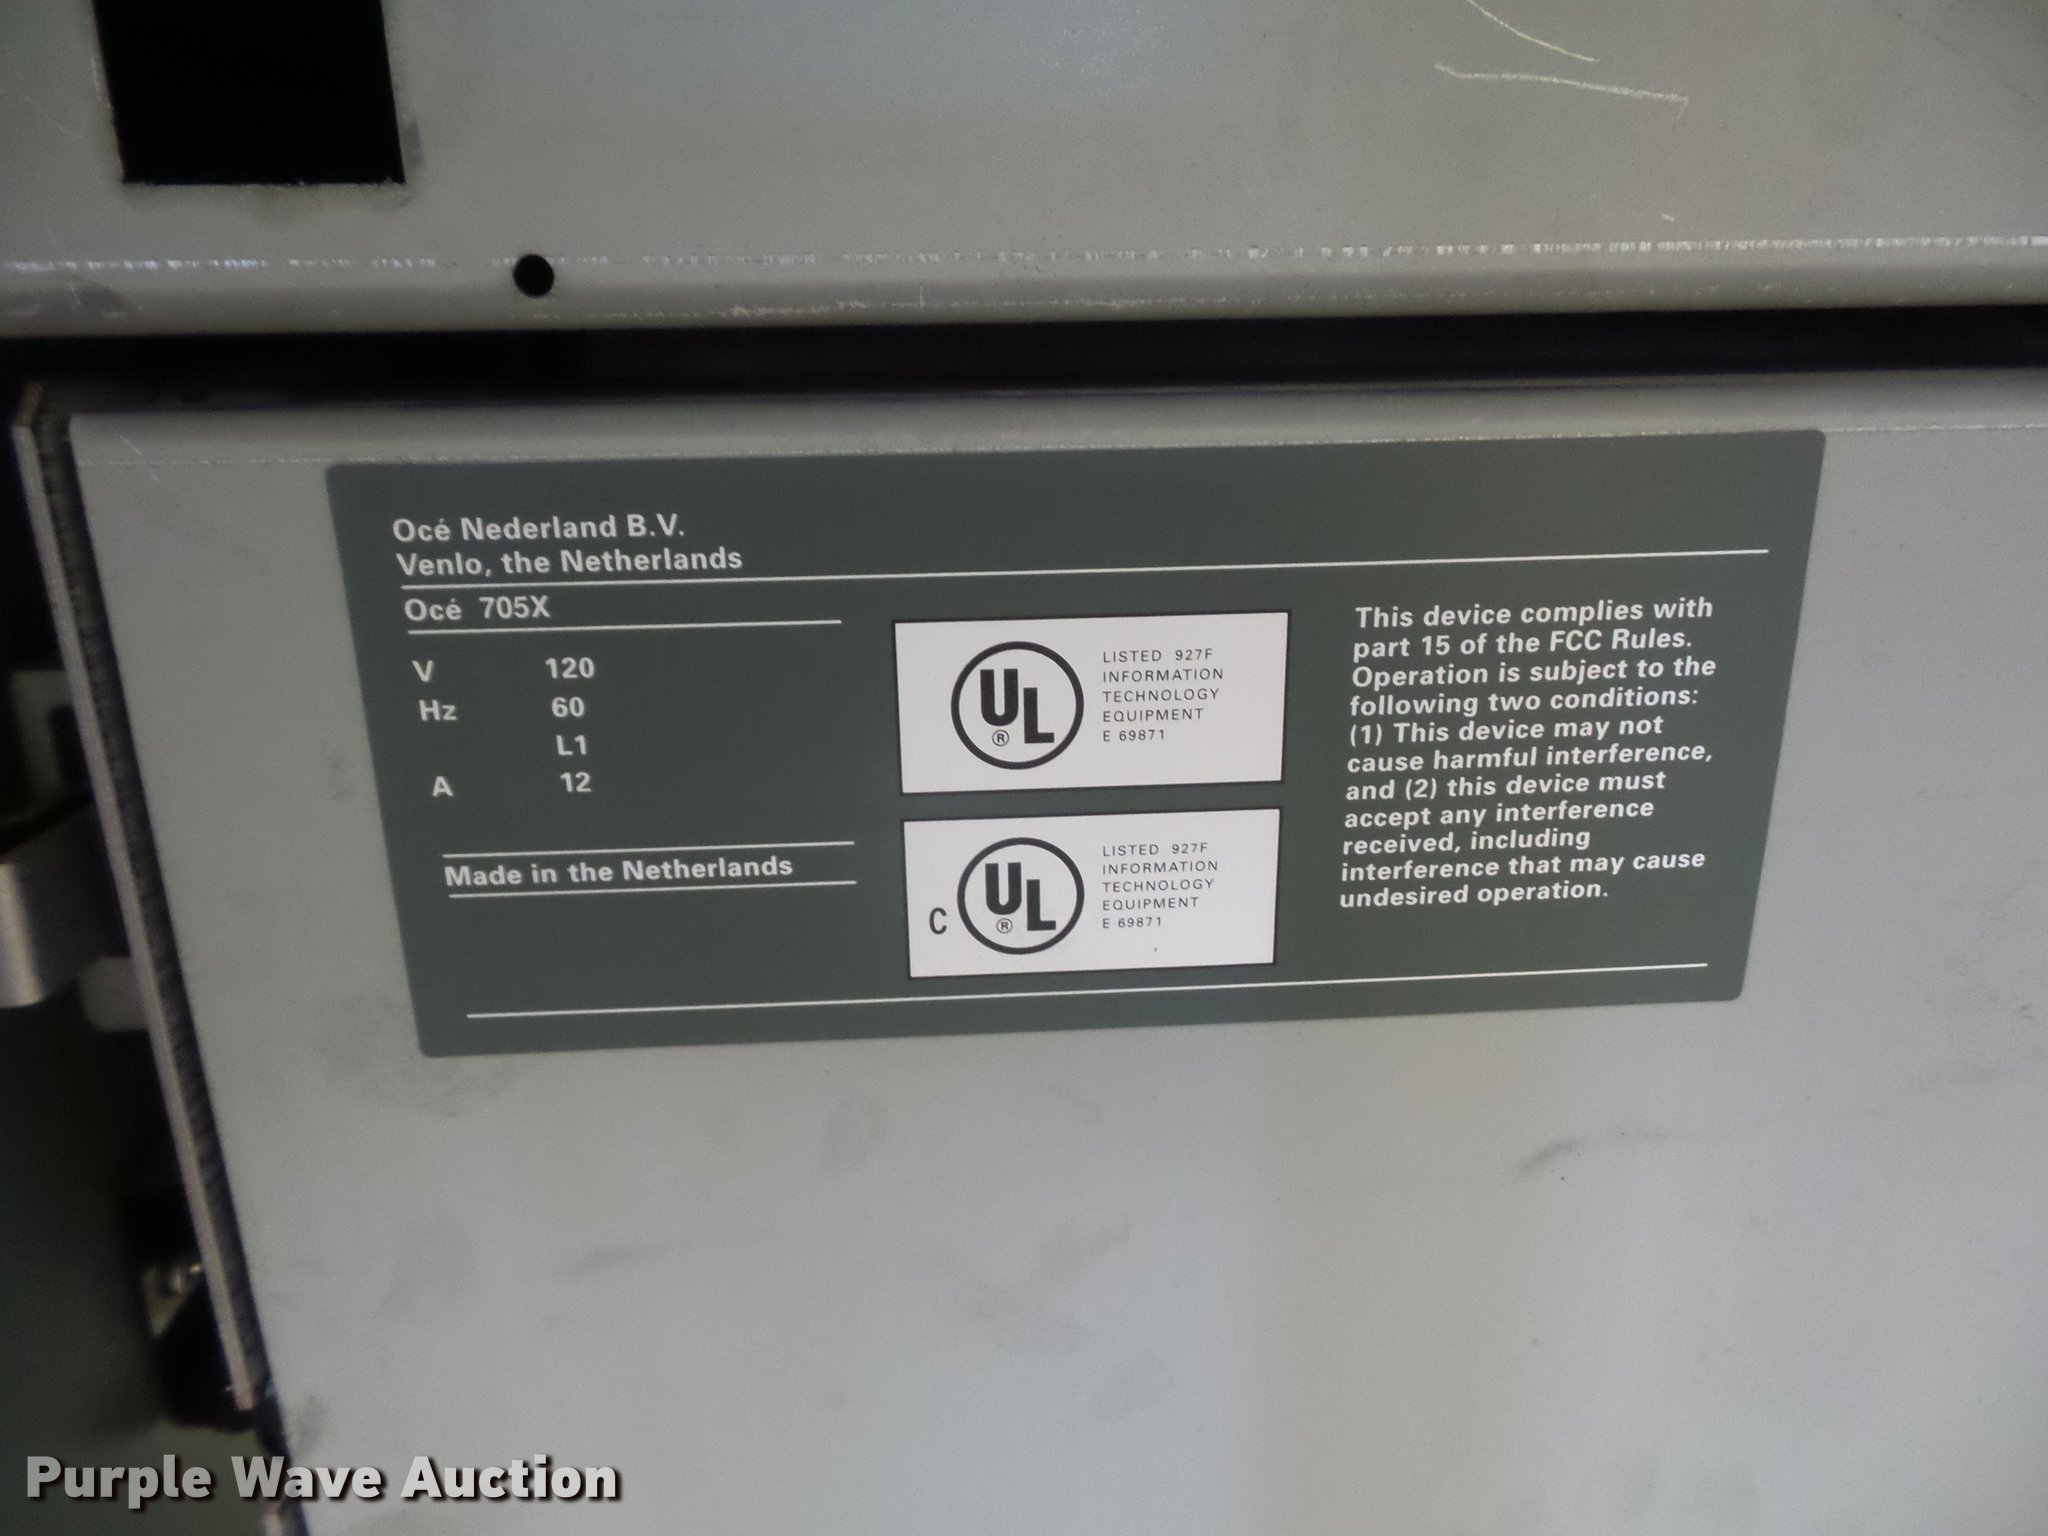 Océ Nederland B.V.
Venlo, the Netherlands
Océ 705X
V 120
Hz 60
L1
A 12
Made in the Netherlands
UL
®
LISTED 927F
INFORMATION
TECHNOLOGY
EQUIPMENT
E 69871
C
UL
®
LISTED 927F
INFORMATION
TECHNOLOGY
EQUIPMENT
E 69871
This device complies with
part 15 of the FCC Rules.
Operation is subject to the
following two conditions:
(1) This device may not
cause harmful interference,
and (2) this device must
accept any interference
received, including
interference that may cause
undesired operation.
Purple Wave Auction